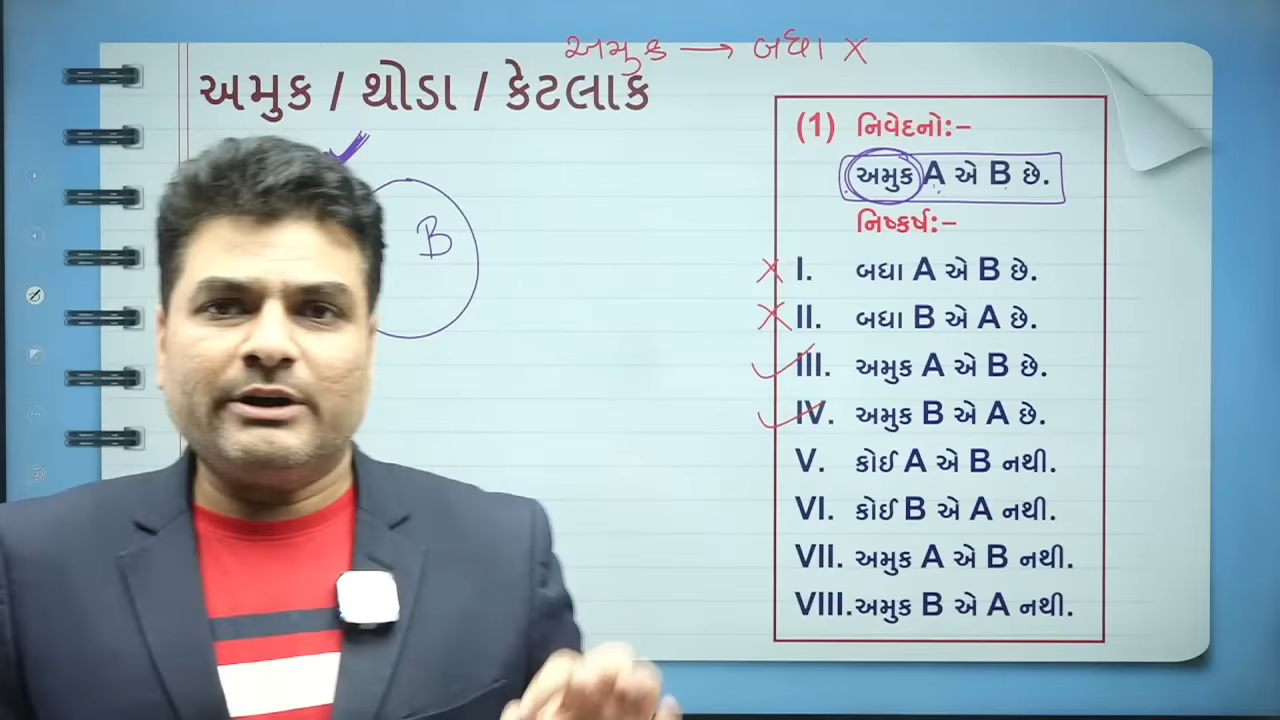 અમુક → બધા X
અમુક / થોડા / કેટલાક
B
(1) નિવેદનો:–
અમુક A એ B છે.
નિષ્કર્ષ:–
I. બધા A એ B છે.
II. બધા B એ A છે.
III. અમુક A એ B છે.
IV. અમુક B એ A છે.
V. કોઈ A એ B નથી.
VI. કોઈ B એ A નથી.
VII. અમુક A એ B નથી.
VIII. અમુક B એ A નથી.